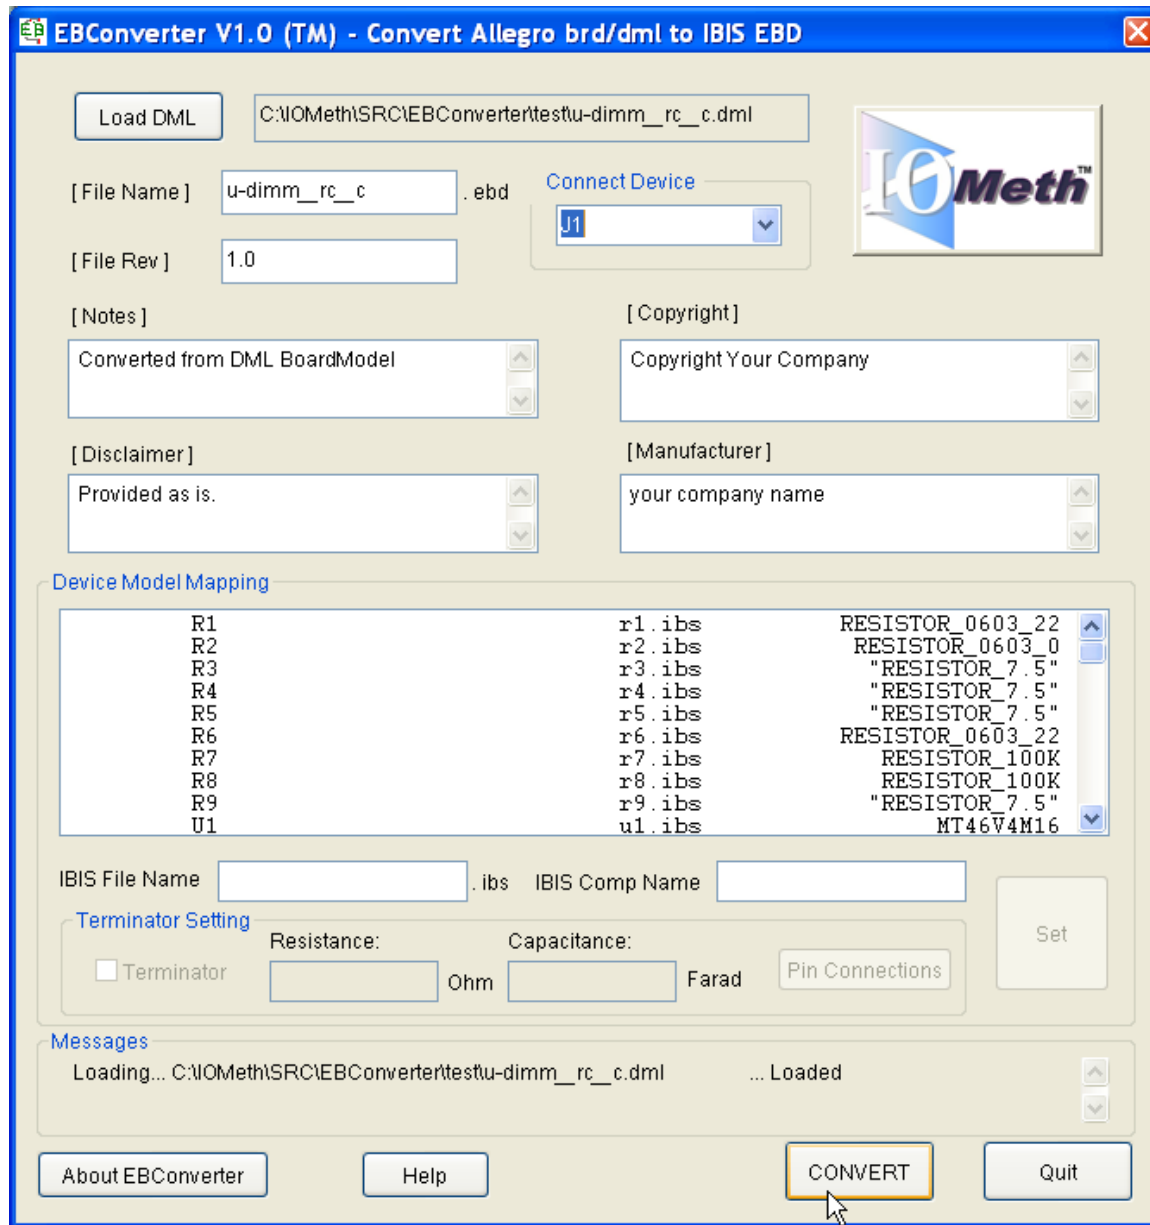 EBConverter V1.0 (TM) - Convert Allegro brd/dml to IBIS EBD
Load DML
C:\IOMeth\SRC\EBConverter\test\u-dimm__rc__c.dml
IOMeth™
[ File Name ]
u-dimm__rc__c
. ebd
Connect Device
J1
[ File Rev ]
1.0
[ Notes ]
Converted from DML BoardModel
[ Copyright ]
Copyright Your Company
[ Disclaimer ]
Provided as is.
[ Manufacturer ]
your company name
Device Model Mapping
R1 r1.ibs RESISTOR_0603_22
R2 r2.ibs RESISTOR_0603_0
R3 r3.ibs "RESISTOR_7.5"
R4 r4.ibs "RESISTOR_7.5"
R5 r5.ibs "RESISTOR_7.5"
R6 r6.ibs RESISTOR_0603_22
R7 r7.ibs RESISTOR_100K
R8 r8.ibs RESISTOR_100K
R9 r9.ibs "RESISTOR_7.5"
U1 u1.ibs MT46V4M16
IBIS File Name
. ibs
IBIS Comp Name
Terminator Setting
Terminator
Resistance:
Ohm
Capacitance:
Farad
Pin Connections
Set
Messages
Loading... C:\IOMeth\SRC\EBConverter\test\u-dimm__rc__c.dml ... Loaded
About EBConverter
Help
CONVERT
Quit